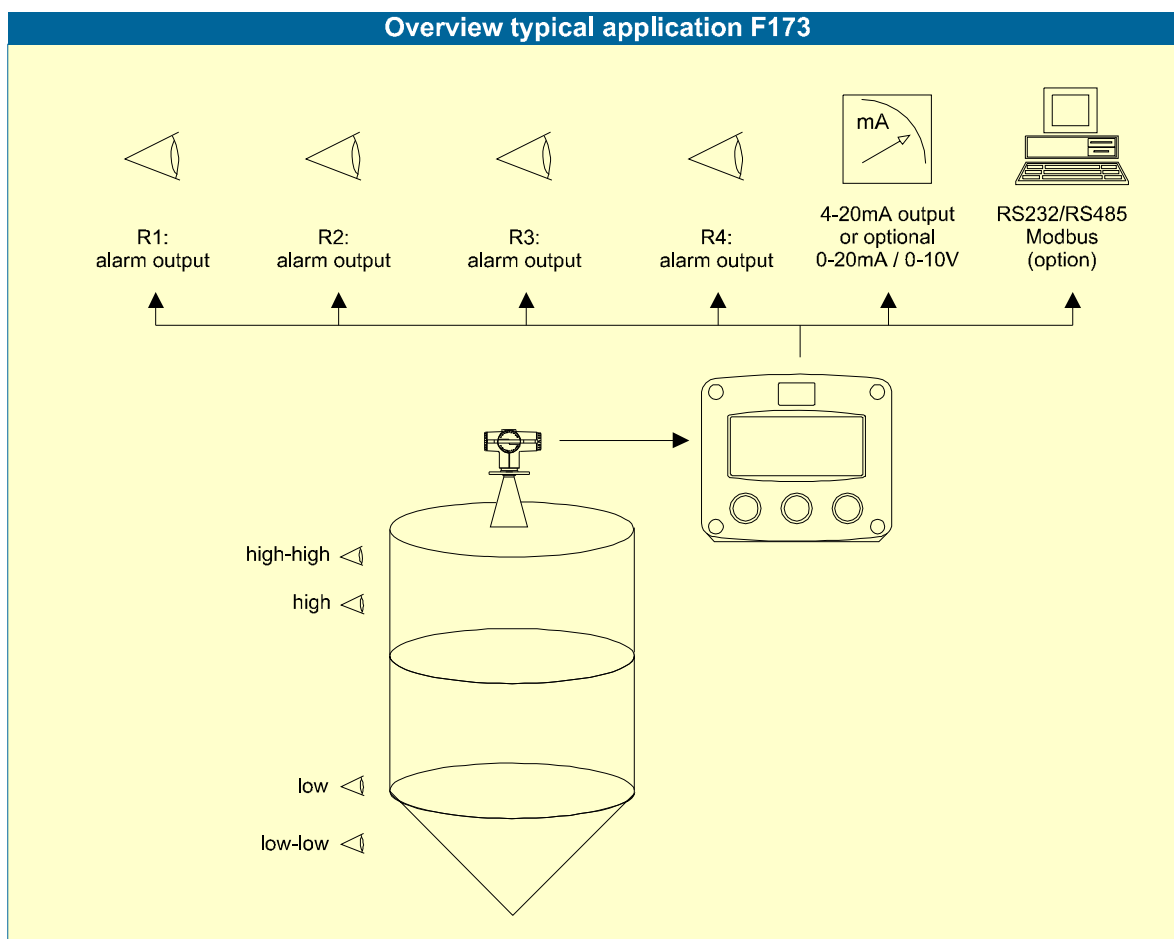 Overview typical application F173
mA
R1:
alarm output
R2:
alarm output
R3:
alarm output
R4:
alarm output
4-20mA output
or optional
0-20mA / 0-10V
RS232/RS485
Modbus
(option)
high-high
high
low
low-low